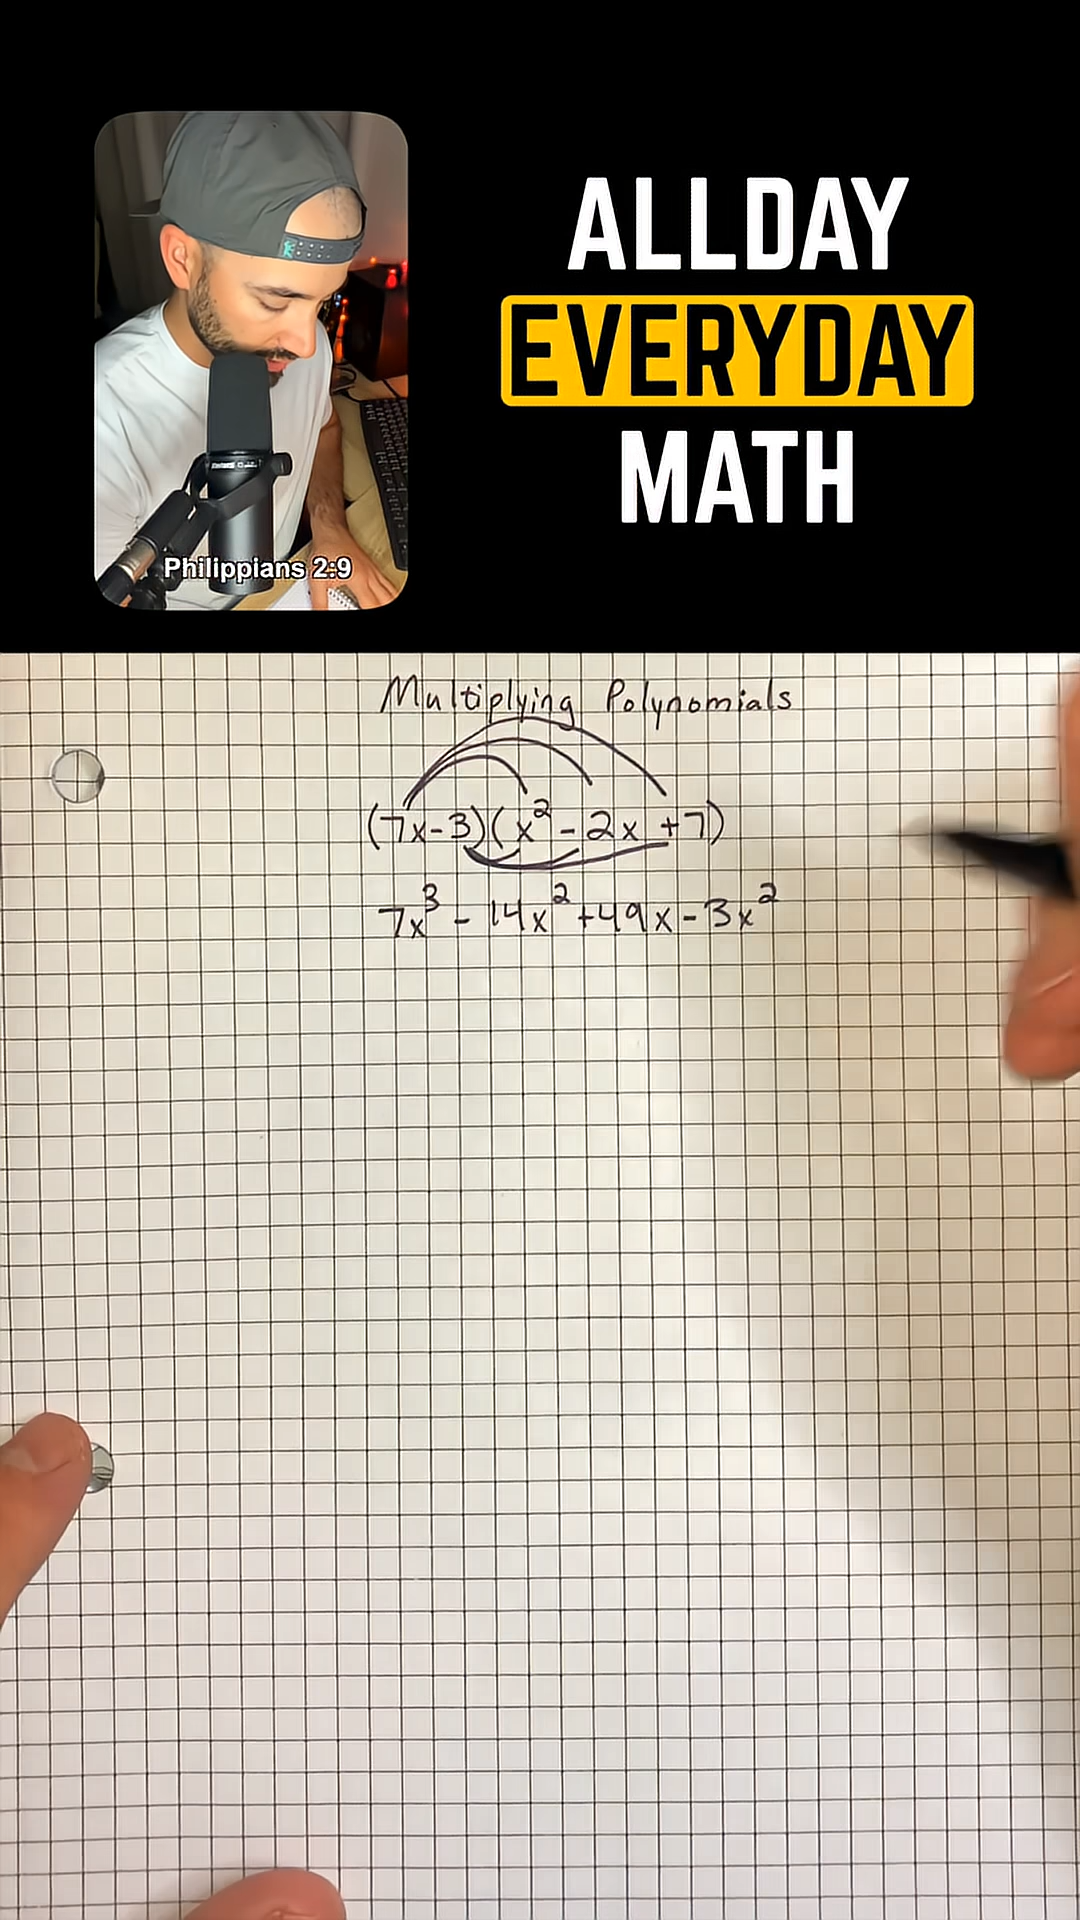 ALLDAY
EVERYDAY
MATH
Philippians 2:9
Multiplying Polynomials
(7x-3)(x² - 2x +7)
7x³ - 14x² +49x - 3x²